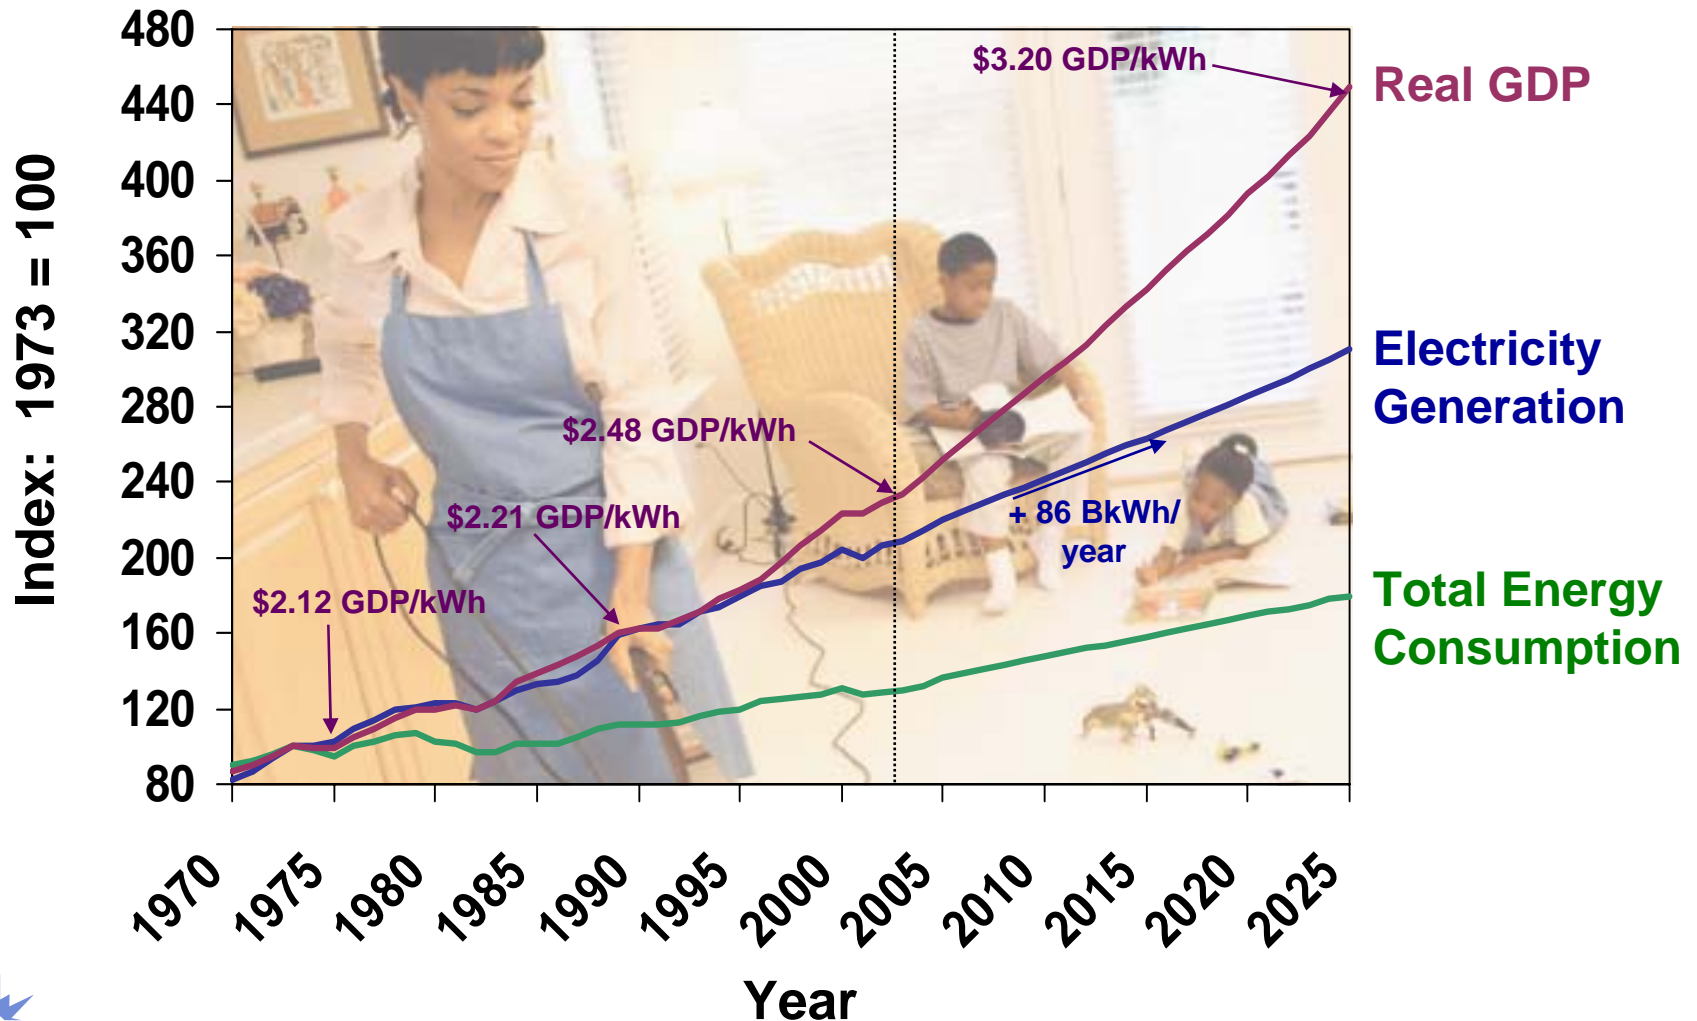 Index: 1973 = 100
480
440
400
360
320
280
240
200
160
120
80
$3.20 GDP/kWh
$2.48 GDP/kWh
$2.21 GDP/kWh
$2.12 GDP/kWh
+ 86 BkWh/
year
Real GDP
Electricity
Generation
Total Energy
Consumption
1970
1975
1980
1985
1990
1995
2000
2005
2010
2015
2020
2025
Year